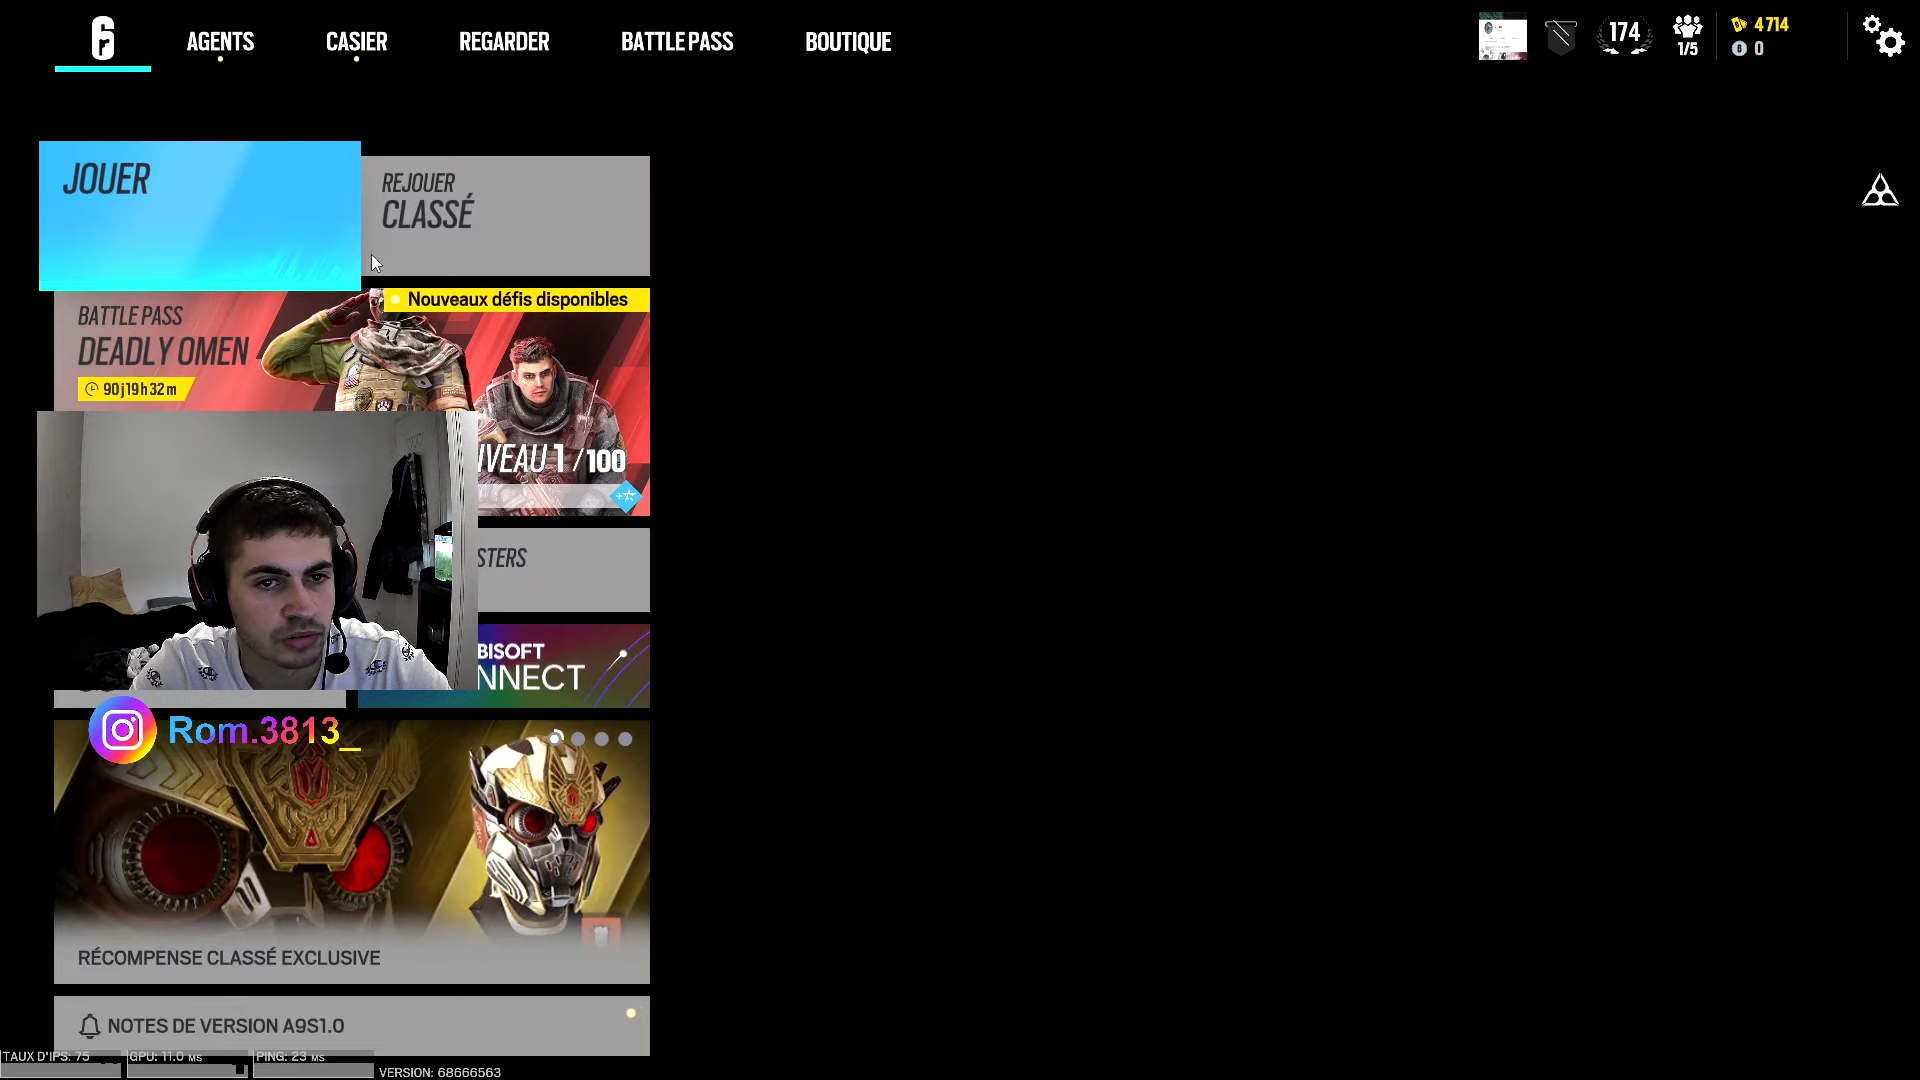 AGENTS
CASIER
REGARDER
BATTLE PASS
BOUTIQUE
174
1/5
4 714
0
JOUER
REJOUER
CLASSÉ
Nouveaux défis disponibles
BATTLE PASS
DEADLY OMEN
90j19h32m
IVEAU 1 / 100
STERS
BISOFT
NNECT
Rom.3813_
RÉCOMPENSE CLASSÉ EXCLUSIVE
NOTES DE VERSION A9S1.0
TAUX D'IPS: 75
GPU: 11.0 MS
PING: 23 MS
VERSION: 68666563